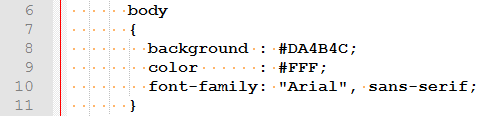 6 body
7 {
8 background : #DA4B4C;
9 color : #FFF;
10 font-family: "Arial", sans-serif;
11 }